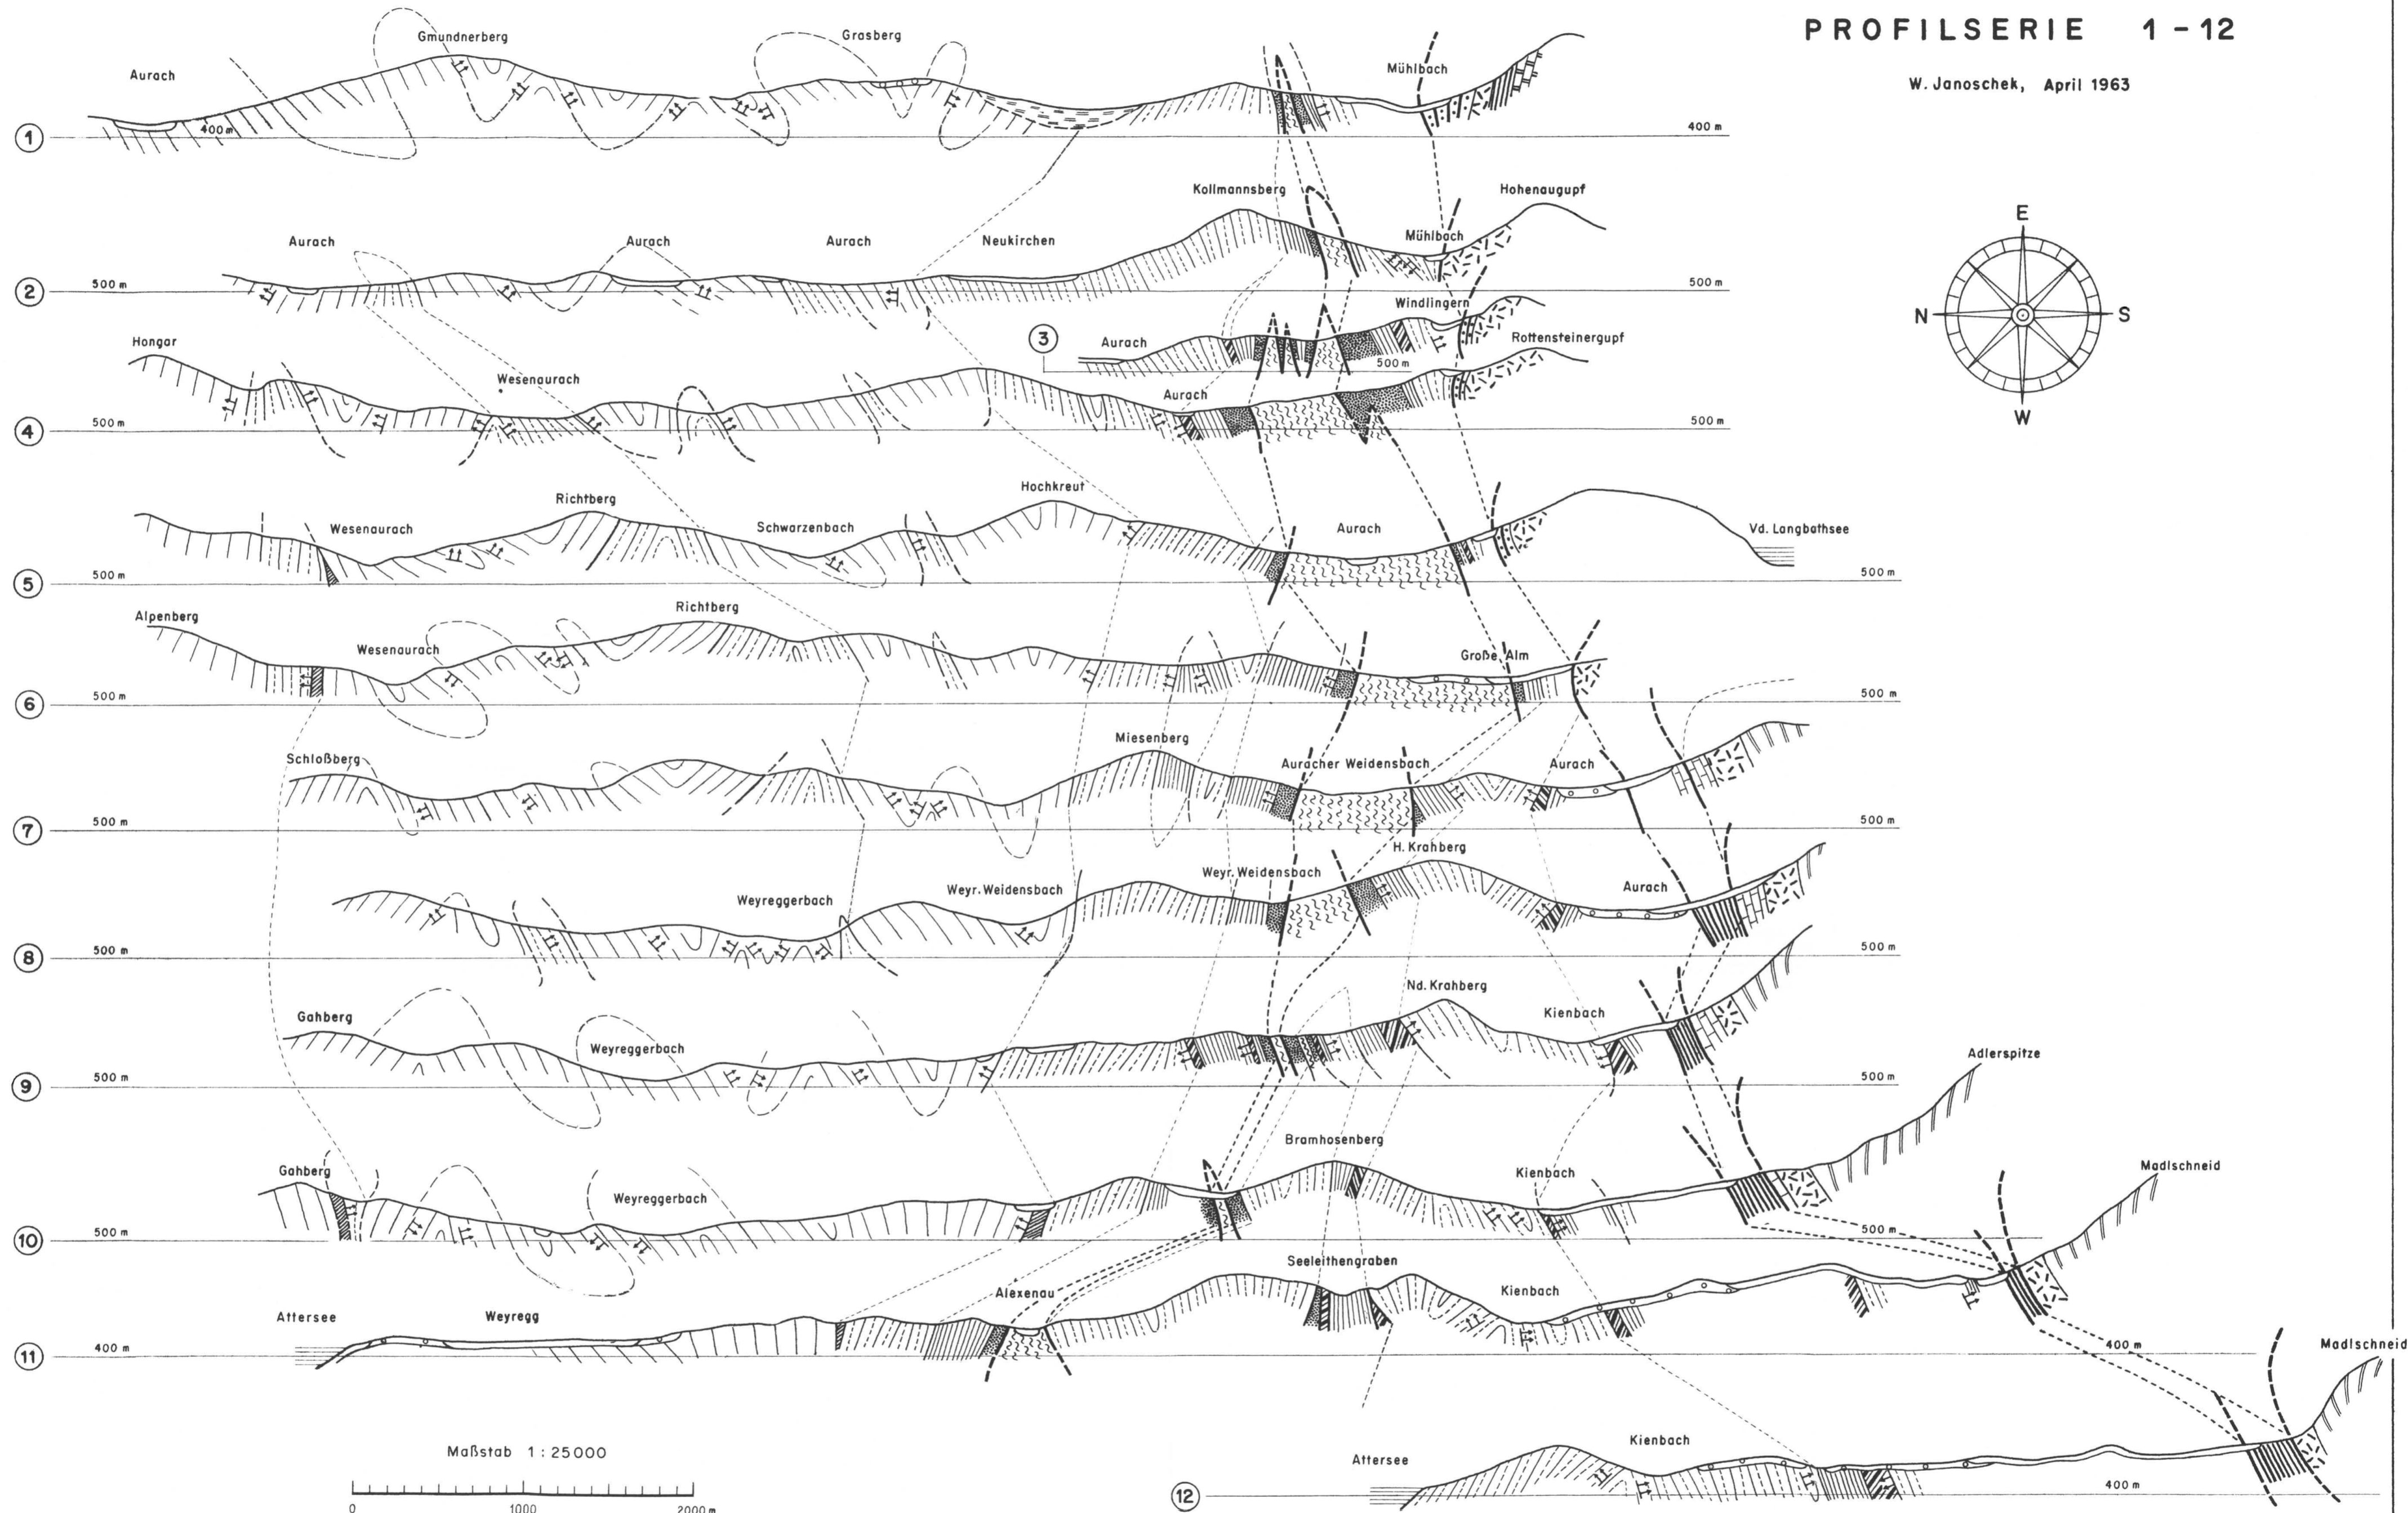 PROFILSERIE 1 - 12
W. Janoschek, April 1963
Aurach
Gmundnerberg
Grasberg
Mühlbach
1
400 m
400 m
Kollmannsberg
Hohenaugupf
Aurach
Aurach
Aurach
Neukirchen
Mühlbach
2
500 m
500 m
E
N
S
W
3
Aurach
Windlingern
500 m
Hongar
Wesenaurach
Aurach
Rottensteinergupf
4
500 m
500 m
Wesenaurach
Richtberg
Schwarzenbach
Hochkreut
Aurach
Vd. Langbathsee
5
500 m
500 m
Alpenberg
Wesenaurach
Richtberg
Große Alm
6
500 m
500 m
Schloßberg
Miesenberg
Auracher Weidensbach
Aurach
7
500 m
500 m
Weyreggerbach
Weyr. Weidensbach
Weyr. Weidensbach
H. Krahberg
Aurach
8
500 m
500 m
Gahberg
Weyreggerbach
Nd. Krahberg
Kienbach
9
500 m
500 m
Adlerspitze
Gahberg
Weyreggerbach
Bramhosenberg
Kienbach
Madlschneid
10
500 m
500 m
Attersee
Weyregg
Alexenau
Seeleithengraben
Kienbach
11
400 m
400 m
Madlschneid
Attersee
Kienbach
12
400 m
Maßstab 1 : 25000
0 1000 2000 m